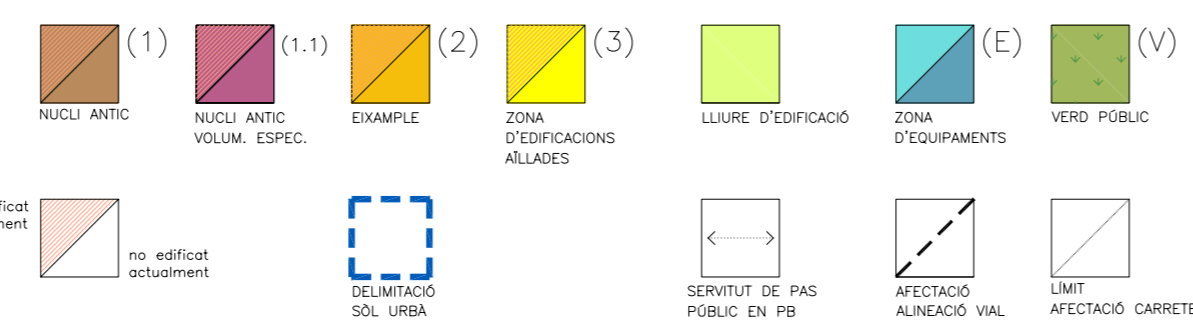 (1)
NUCLI ANTIC
(1.1)
NUCLI ANTIC
VOLUM. ESPEC.
(2)
EIXAMPLE
(3)
ZONA
D'EDIFICACIONS
AÏLLADES
LLIURE D'EDIFICACIÓ
(E)
ZONA
D'EQUIPAMENTS
(V)
VERD PÚBLIC
no edificat
actualment
DELIMITACIÓ
SÒL URBÀ
SERVITUT DE PAS
PÚBLIC EN PB
AFECTACIÓ
ALINEACIÓ VIAL
LÍMIT
AFECTACIÓ